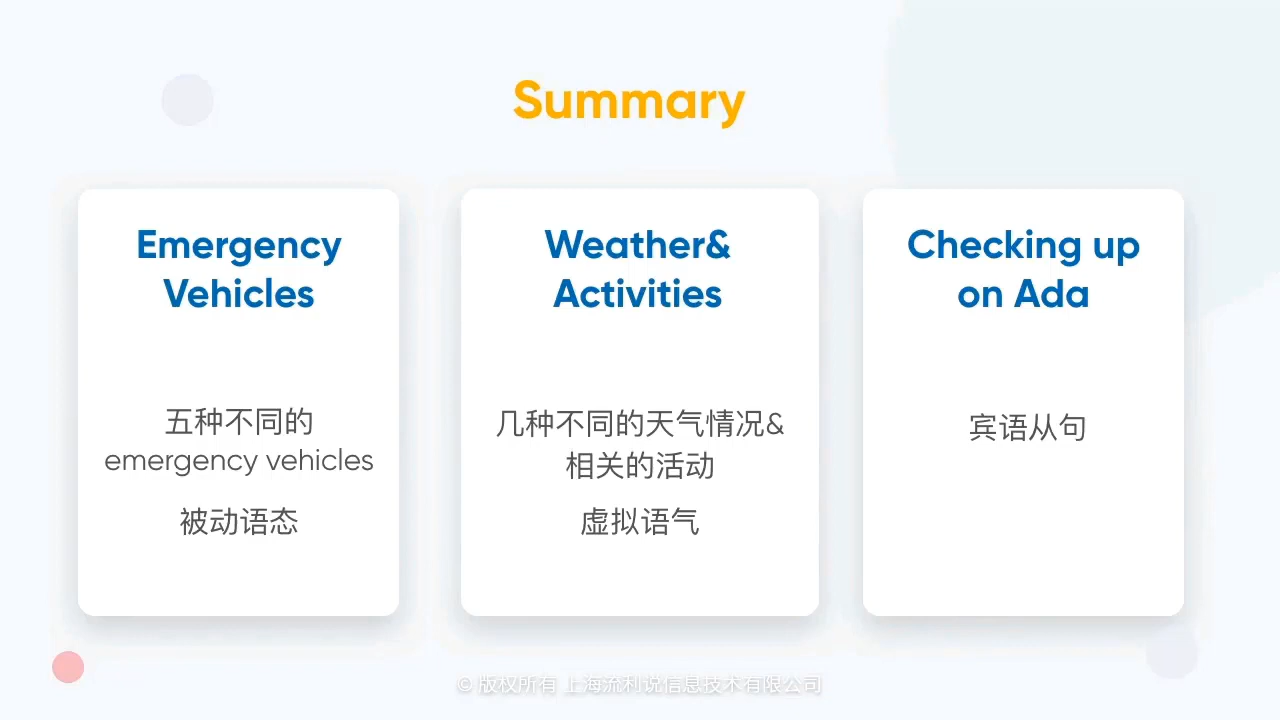 Summary
Emergency
Vehicles
五种不同的
emergency vehicles
被动语态
Weather&
Activities
几种不同的天气情况&
相关的活动
虚拟语气
Checking up
on Ada
宾语从句
© 版权所有 上海流利说信息技术有限公司